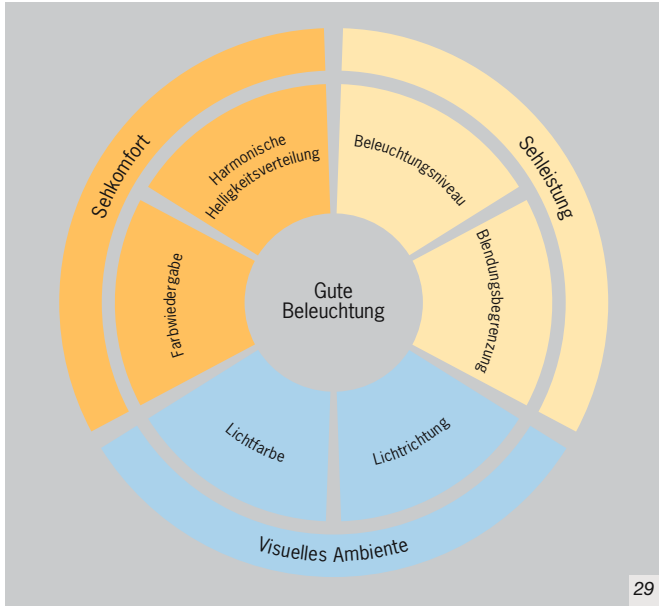 Sehkomfort
Harmonische
Helligkeitsverteilung
Farbwiedergabe
Sehleistung
Beleuchtungsniveau
Blendungsbegrenzung
Gute
Beleuchtung
Lichtfarbe
Lichtrichtung
Visuelles Ambiente
29